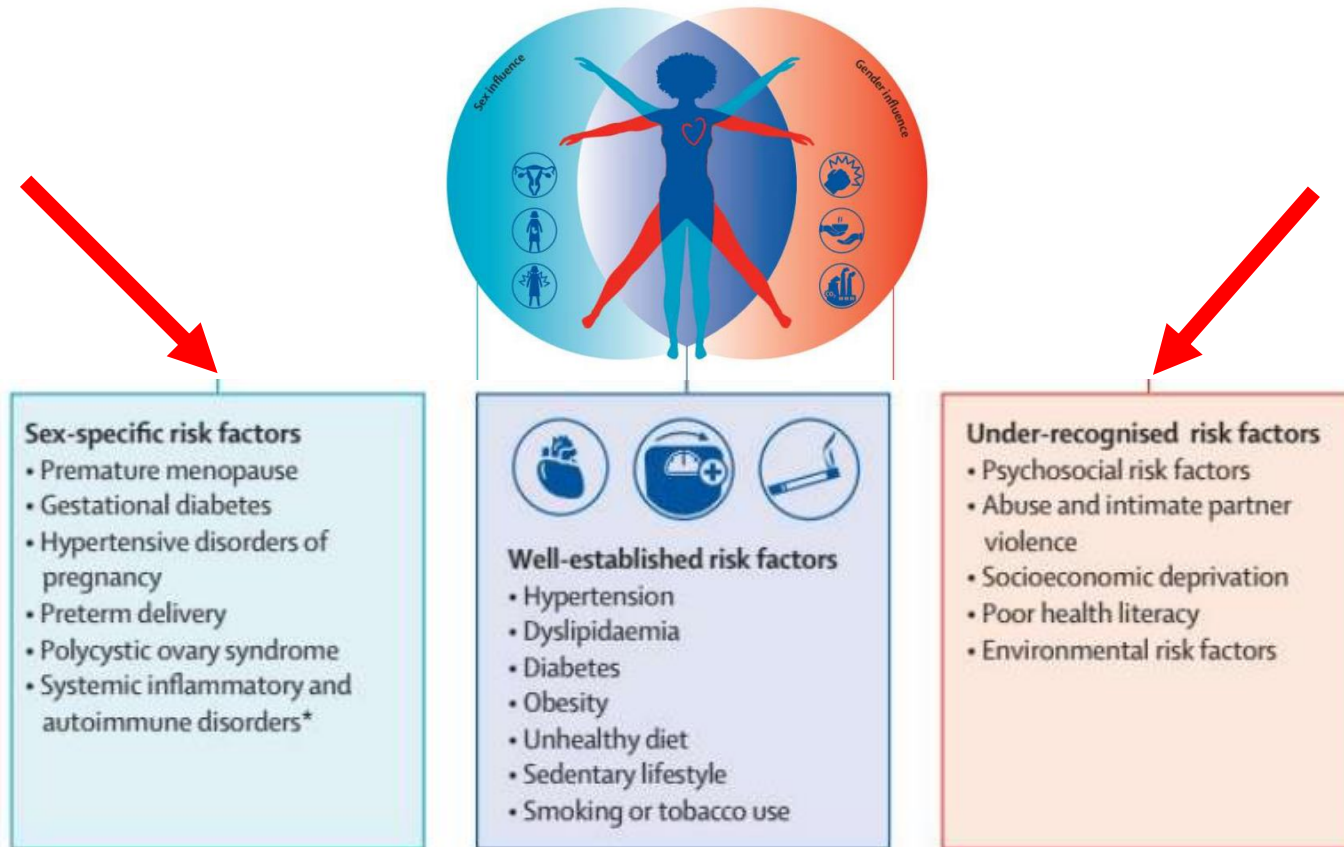 Sex influence
Gender influence
CO₂
Sex-specific risk factors
• Premature menopause
• Gestational diabetes
• Hypertensive disorders of
pregnancy
• Preterm delivery
• Polycystic ovary syndrome
• Systemic inflammatory and
autoimmune disorders*
Well-established risk factors
• Hypertension
• Dyslipidaemia
• Diabetes
• Obesity
• Unhealthy diet
• Sedentary lifestyle
• Smoking or tobacco use
Under-recognised risk factors
• Psychosocial risk factors
• Abuse and intimate partner
violence
• Socioeconomic deprivation
• Poor health literacy
• Environmental risk factors